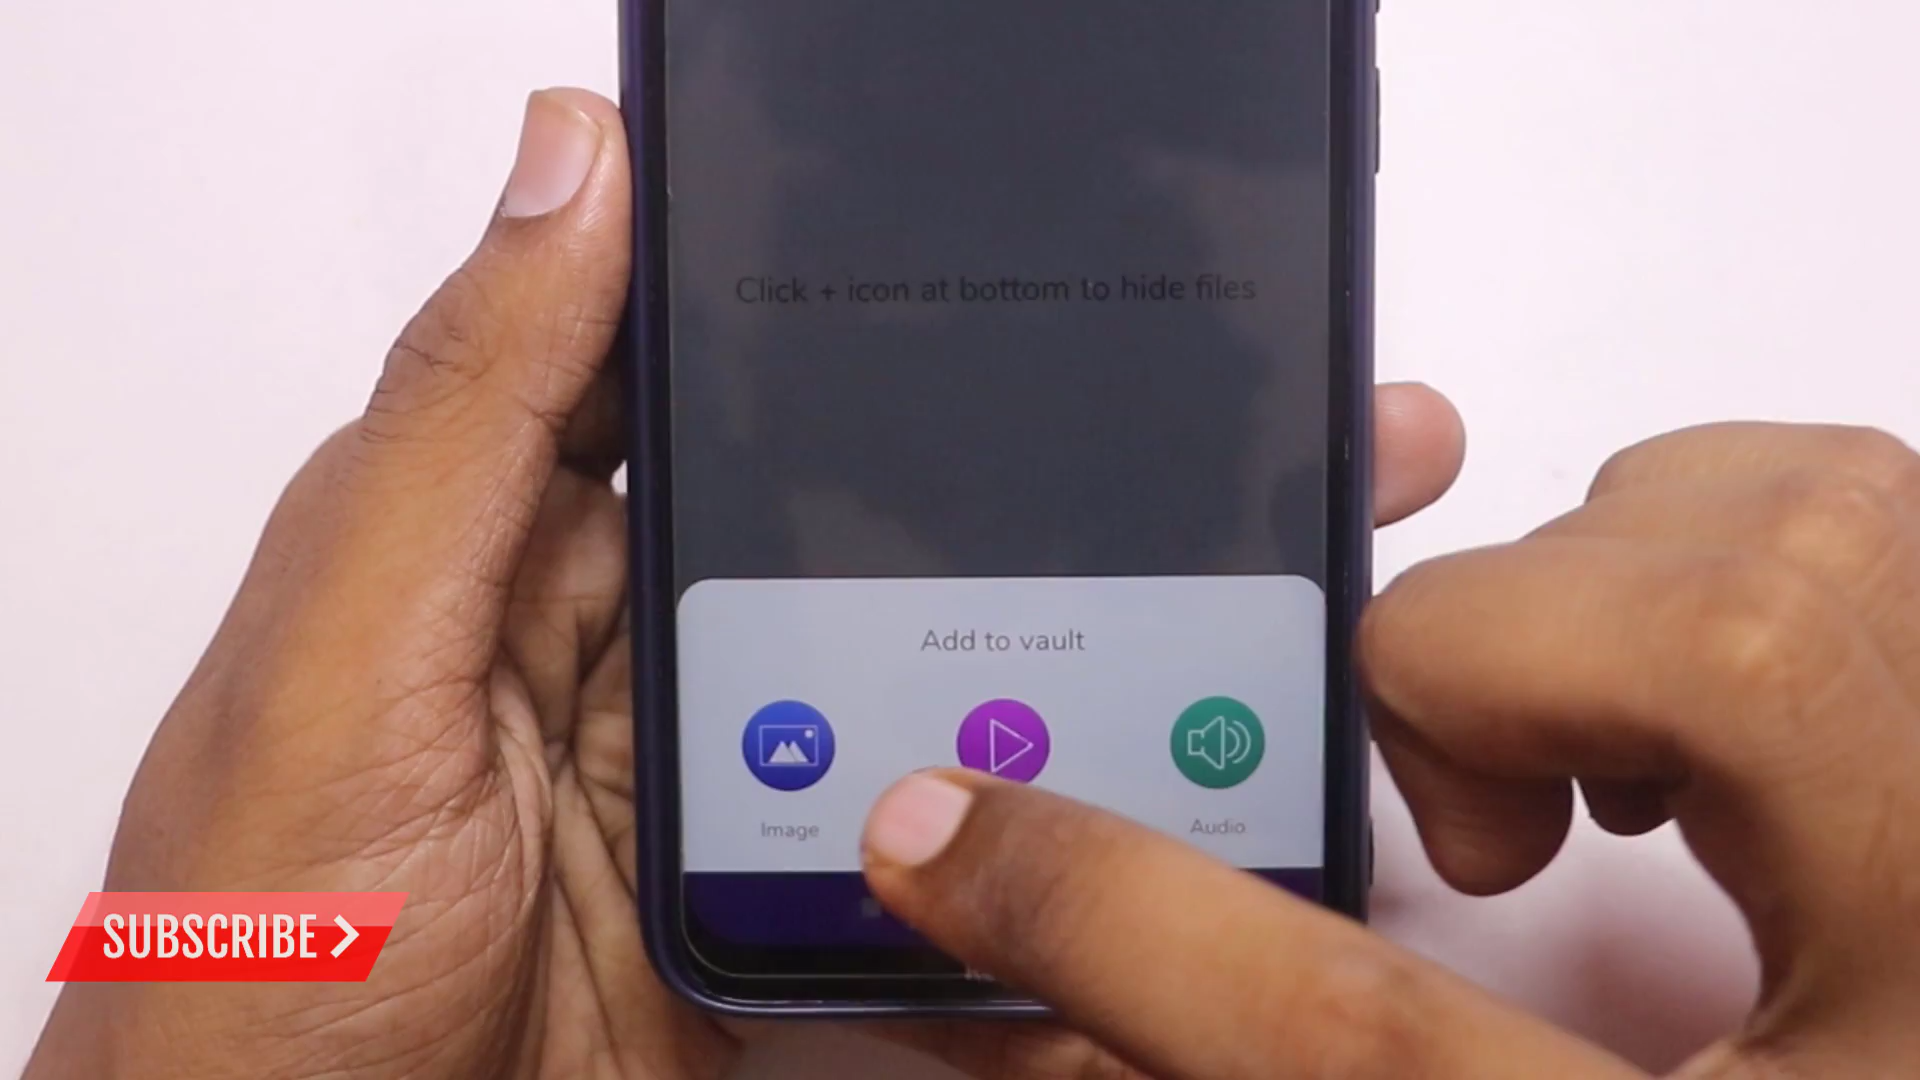 Click + icon at bottom to hide files
Add to vault
Image
Audio
SUBSCRIBE >